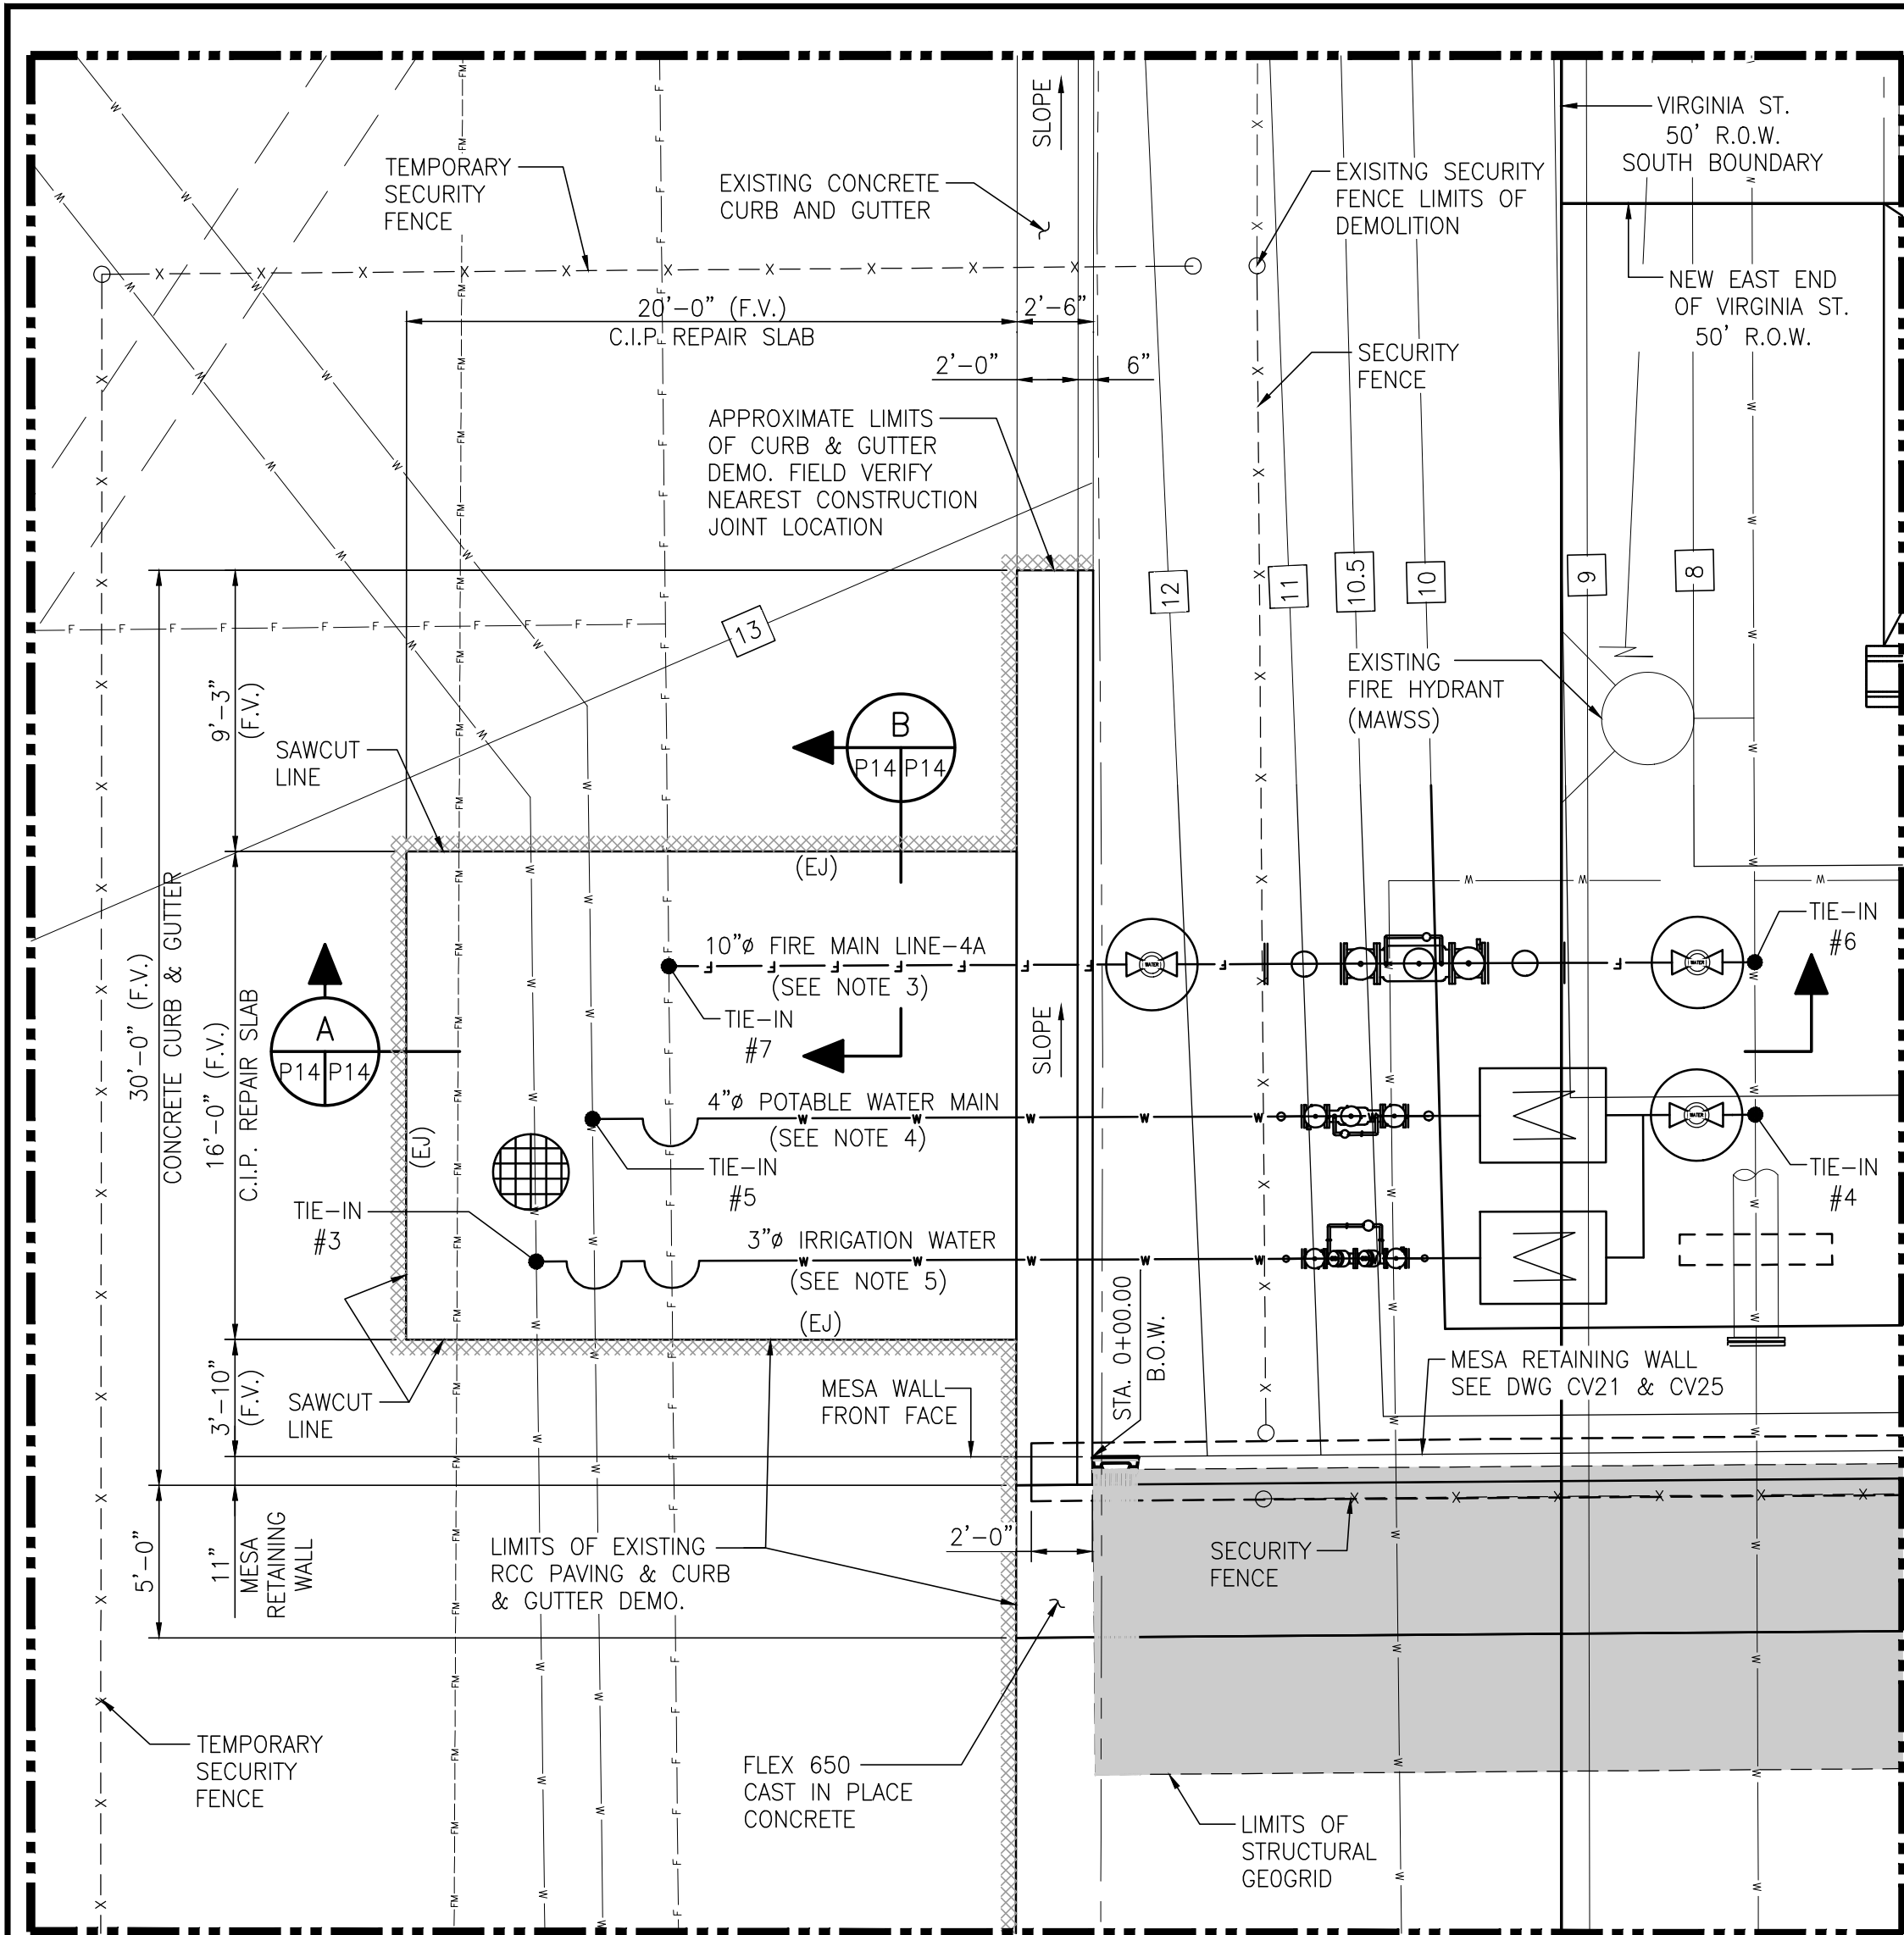 SLOPE
VIRGINIA ST.
50' R.O.W.
SOUTH BOUNDARY
TEMPORARY
SECURITY
FENCE
EXISTING CONCRETE
CURB AND GUTTER
EXISITNG SECURITY
FENCE LIMITS OF
DEMOLITION
NEW EAST END
OF VIRGINIA ST.
50' R.O.W.
20'-0" (F.V.)
C.I.P. REPAIR SLAB
2'-6"
2'-0"
6"
SECURITY
FENCE
APPROXIMATE LIMITS
OF CURB & GUTTER
DEMO. FIELD VERIFY
NEAREST CONSTRUCTION
JOINT LOCATION
12
11
10.5
10
9
8
13
EXISTING
FIRE HYDRANT
(MAWSS)
9'-3"
(F.V.)
SAWCUT
LINE
B
P14 P14
(EJ)
30'-0" (F.V.)
CONCRETE CURB & GUTTER
16'-0" (F.V.)
C.I.P. REPAIR SLAB
A
P14 P14
10"ø FIRE MAIN LINE-4A
(SEE NOTE 3)
TIE-IN
#7
TIE-IN
#6
SLOPE
WATER
4"ø POTABLE WATER MAIN
(SEE NOTE 4)
(EJ)
TIE-IN
#5
WATER
TIE-IN
#4
TIE-IN
#3
3"ø IRRIGATION WATER
(SEE NOTE 5)
(EJ)
STA. 0+00.00
B.O.W.
3'-10"
(F.V.)
SAWCUT
LINE
MESA WALL
FRONT FACE
MESA RETAINING WALL
SEE DWG CV21 & CV25
5'-0"
11"
MESA
RETAINING
WALL
LIMITS OF EXISTING
RCC PAVING & CURB
& GUTTER DEMO.
2'-0"
SECURITY
FENCE
TEMPORARY
SECURITY
FENCE
FLEX 650
CAST IN PLACE
CONCRETE
LIMITS OF
STRUCTURAL
GEOGRID